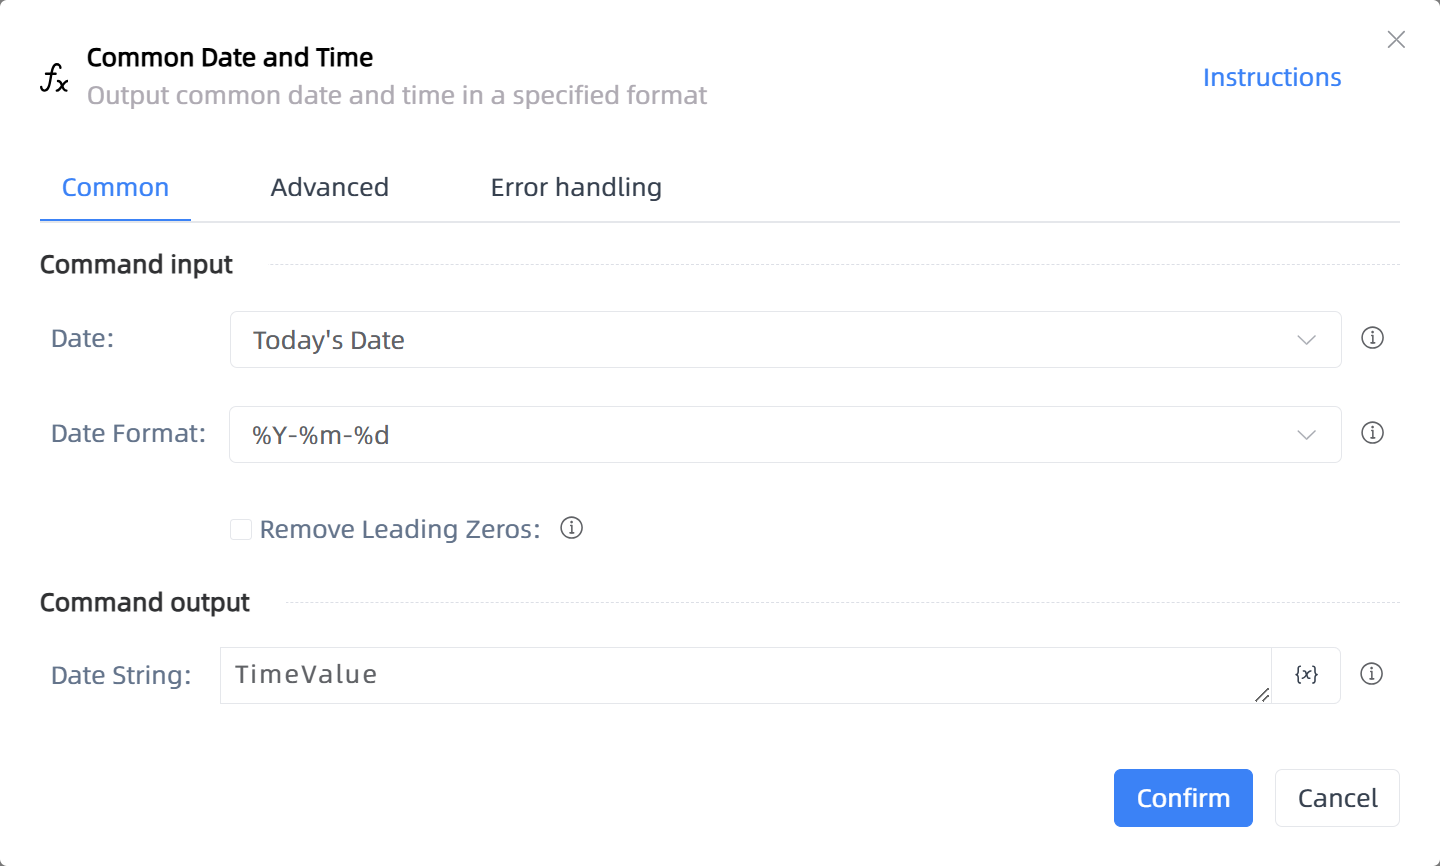 Common Date and Time
Output common date and time in a specified format
Instructions
Common Advanced Error handling
Command input
Date: Today's Date
Date Format: %Y-%m-%d
Remove Leading Zeros:
Command output
Date String: TimeValue {x}
Confirm Cancel